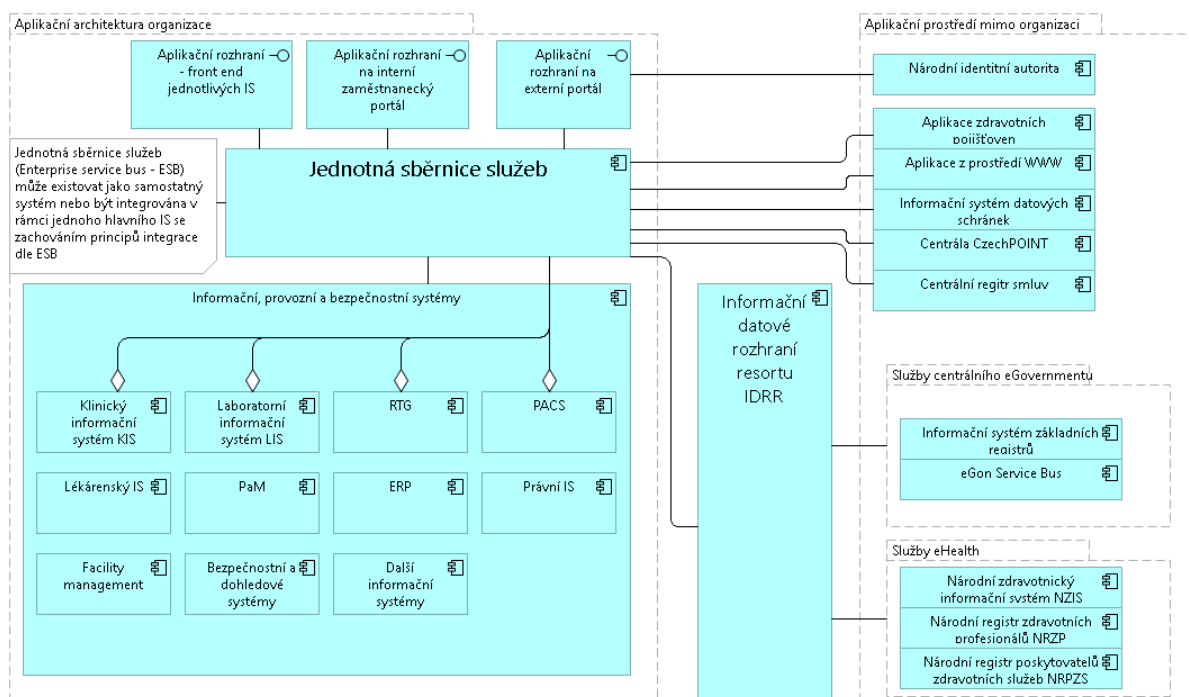 Aplikační architektura organizace
Aplikační rozhraní
- front end
jednotlivých IS
Aplikační rozhraní
na interní
zaměstnanecký
portál
Aplikační
rozhraní na
externí portál
Jednotná sběrnice služeb
(Enterprise service bus - ESB)
může existovat jako samostatný
systém nebo být integrována v
rámci jednoho hlavního IS se
zachováním principů integrace
dle ESB
Jednotná sběrnice služeb
Informační, provozní a bezpečnostní systémy
Klinický
informační
systém KIS
Laboratorní
informační
systém LIS
RTG
PACS
Lékárenský IS
PaM
ERP
Právní IS
Facility
management
Bezpečnostní a
dohledové
systémy
Další
informační
systémy
Informační
datové
rozhraní
resortu
IDRR
Aplikační prostředí mimo organizaci
Národní identitní autorita
Aplikace zdravotních
pojišťoven
Aplikace z prostředí WWW
Informační systém datových
schránek
Centrála CzechPOINT
Centrální registr smluv
Služby centrálního eGovernmentu
Informační systém základních
registrů
eGon Service Bus
Služby eHealth
Národní zdravotnický
informační systém NZIS
Národní registr zdravotních
profesionálů NRZP
Národní registr poskytovatelů
zdravotních služeb NRPZS